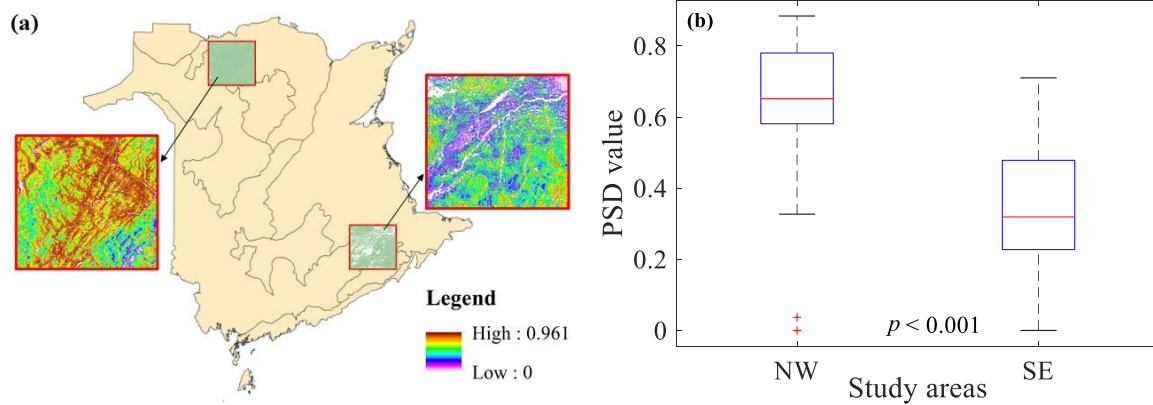 (a)
Legend
High : 0.961
Low : 0
(b)
PSD value
0.8
0.6
0.4
0.2
0
p < 0.001
NW
SE
Study areas